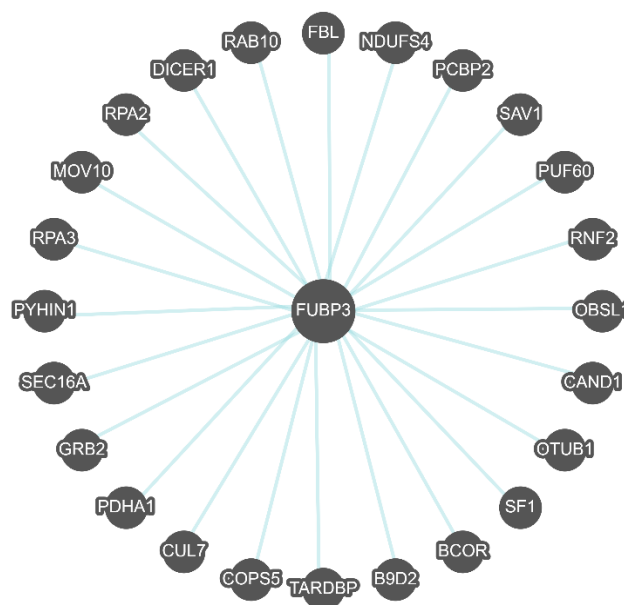 FBL
RAB10
NDUFS4
DICER1
PCBP2
RPA2
SAV1
MOV10
PUF60
RPA3
RNF2
PYHIN1
FUBP3
OBSL1
SEC16A
CAND1
GRB2
OTUB1
PDHA1
SF1
CUL7
BCOR
COPS5
TARDBP
B9D2